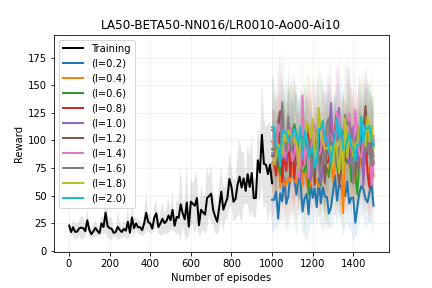 LA50-BETA50-NN016/LR0010-Ao00-Ai10
Reward
175
150
125
100
75
50
25
0
Training
(l=0.2)
(l=0.4)
(l=0.6)
(l=0.8)
(l=1.0)
(l=1.2)
(l=1.4)
(l=1.6)
(l=1.8)
(l=2.0)
0 200 400 600 800 1000 1200 1400
Number of episodes